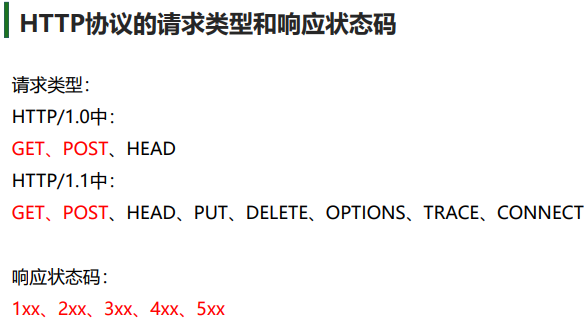 HTTP协议的请求类型和响应状态码
请求类型：
HTTP/1.0中：
GET、POST、HEAD
HTTP/1.1中：
GET、POST、HEAD、PUT、DELETE、OPTIONS、TRACE、CONNECT
响应状态码：
1xx、2xx、3xx、4xx、5xx